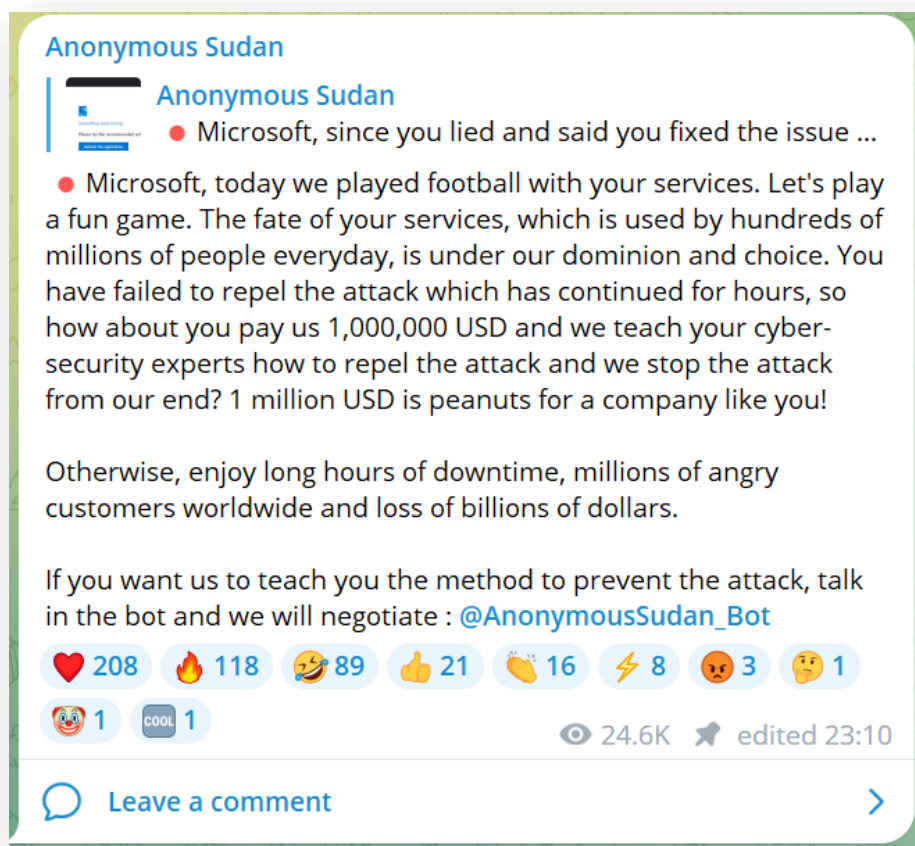 Anonymous Sudan
Anonymous Sudan
Microsoft, since you lied and said you fixed the issue ...
Microsoft, today we played football with your services. Let's play
a fun game. The fate of your services, which is used by hundreds of
millions of people everyday, is under our dominion and choice. You
have failed to repel the attack which has continued for hours, so
how about you pay us 1,000,000 USD and we teach your cyber-
security experts how to repel the attack and we stop the attack
from our end? 1 million USD is peanuts for a company like you!
Otherwise, enjoy long hours of downtime, millions of angry
customers worldwide and loss of billions of dollars.
If you want us to teach you the method to prevent the attack, talk
in the bot and we will negotiate : @AnonymousSudan_Bot
208 118 89 21 16 8 3 1
1 COOL 1
24.6K edited 23:10
Leave a comment